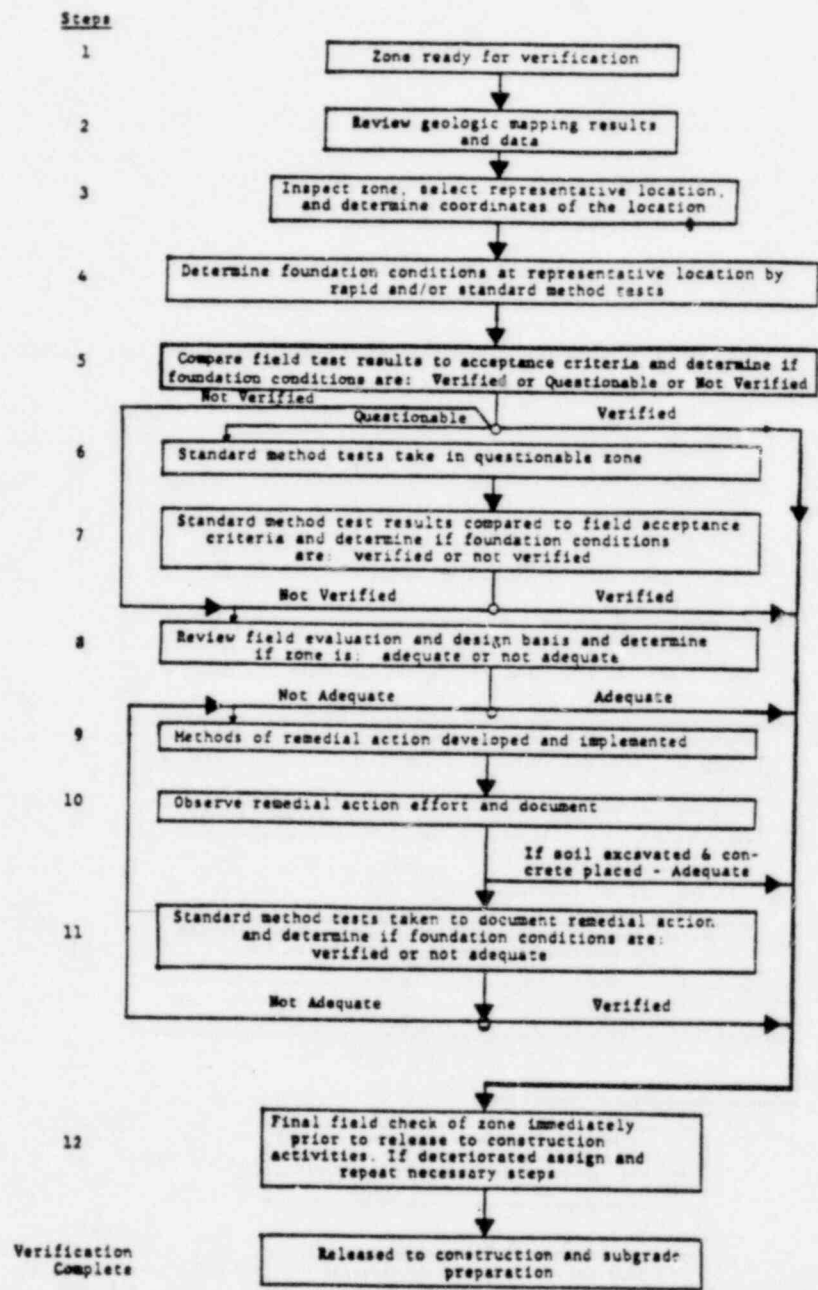 Steps
1
Zone ready for verification
2
Review geologic mapping results
and data
3
Inspect zone, select representative location,
and determine coordinates of the location
4
Determine foundation conditions at representative location by
rapid and/or standard method tests
5
Compare field test results to acceptance criteria and determine if
foundation conditions are: Verified or Questionable or Not Verified
Not Verified
Questionable
Verified
6
Standard method tests take in questionable zone
7
Standard method test results compared to field acceptance
criteria and determine if foundation conditions
are: verified or not verified
Not Verified
Verified
8
Review field evaluation and design basis and determine
if zone is: adequate or not adequate
Not Adequate
Adequate
9
Methods of remedial action developed and implemented
10
Observe remedial action effort and document
If soil excavated & con-
crete placed - Adequate
11
Standard method tests taken to document remedial action
and determine if foundation conditions are:
verified or not adequate
Not Adequate
Verified
12
Final field check of zone immediately
prior to release to construction
activities. If deteriorated assign and
repeat necessary steps
Verification
Complete
Released to construction and subgrade
preparation